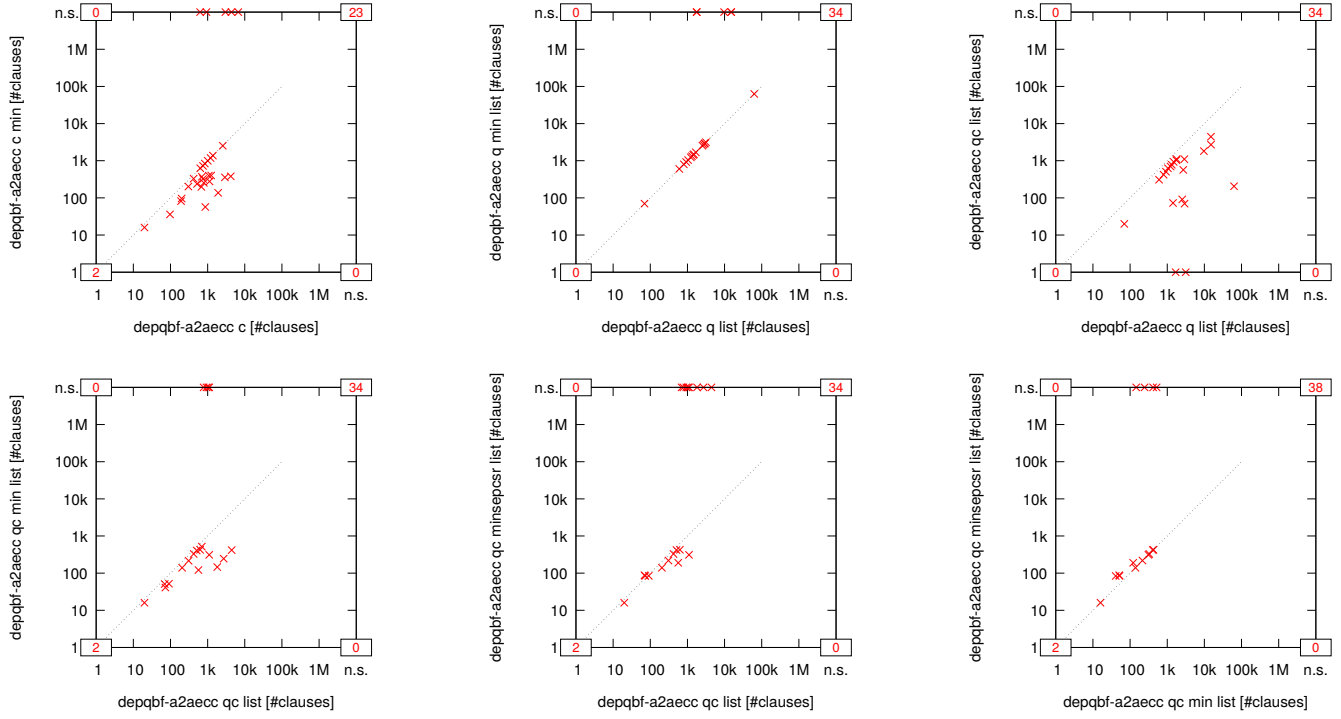 0
23
n.s.
1M
100k
10k
1k
100
10
1
2
0
1 10 100 1k 10k 100k 1M n.s.
depqbf-a2aecc c min [#clauses]
depqbf-a2aecc c [#clauses]
0
34
n.s.
1M
100k
10k
1k
100
10
1
0
0
1 10 100 1k 10k 100k 1M n.s.
depqbf-a2aecc q min list [#clauses]
depqbf-a2aecc q list [#clauses]
0
34
n.s.
1M
100k
10k
1k
100
10
1
0
0
1 10 100 1k 10k 100k 1M n.s.
depqbf-a2aecc qc list [#clauses]
depqbf-a2aecc q list [#clauses]
0
34
n.s.
1M
100k
10k
1k
100
10
1
2
0
1 10 100 1k 10k 100k 1M n.s.
depqbf-a2aecc qc min list [#clauses]
depqbf-a2aecc qc list [#clauses]
0
34
n.s.
1M
100k
10k
1k
100
10
1
2
0
1 10 100 1k 10k 100k 1M n.s.
depqbf-a2aecc qc minsepcsr list [#clauses]
depqbf-a2aecc qc list [#clauses]
0
38
n.s.
1M
100k
10k
1k
100
10
1
2
0
1 10 100 1k 10k 100k 1M n.s.
depqbf-a2aecc qc minsepcsr list [#clauses]
depqbf-a2aecc qc min list [#clauses]